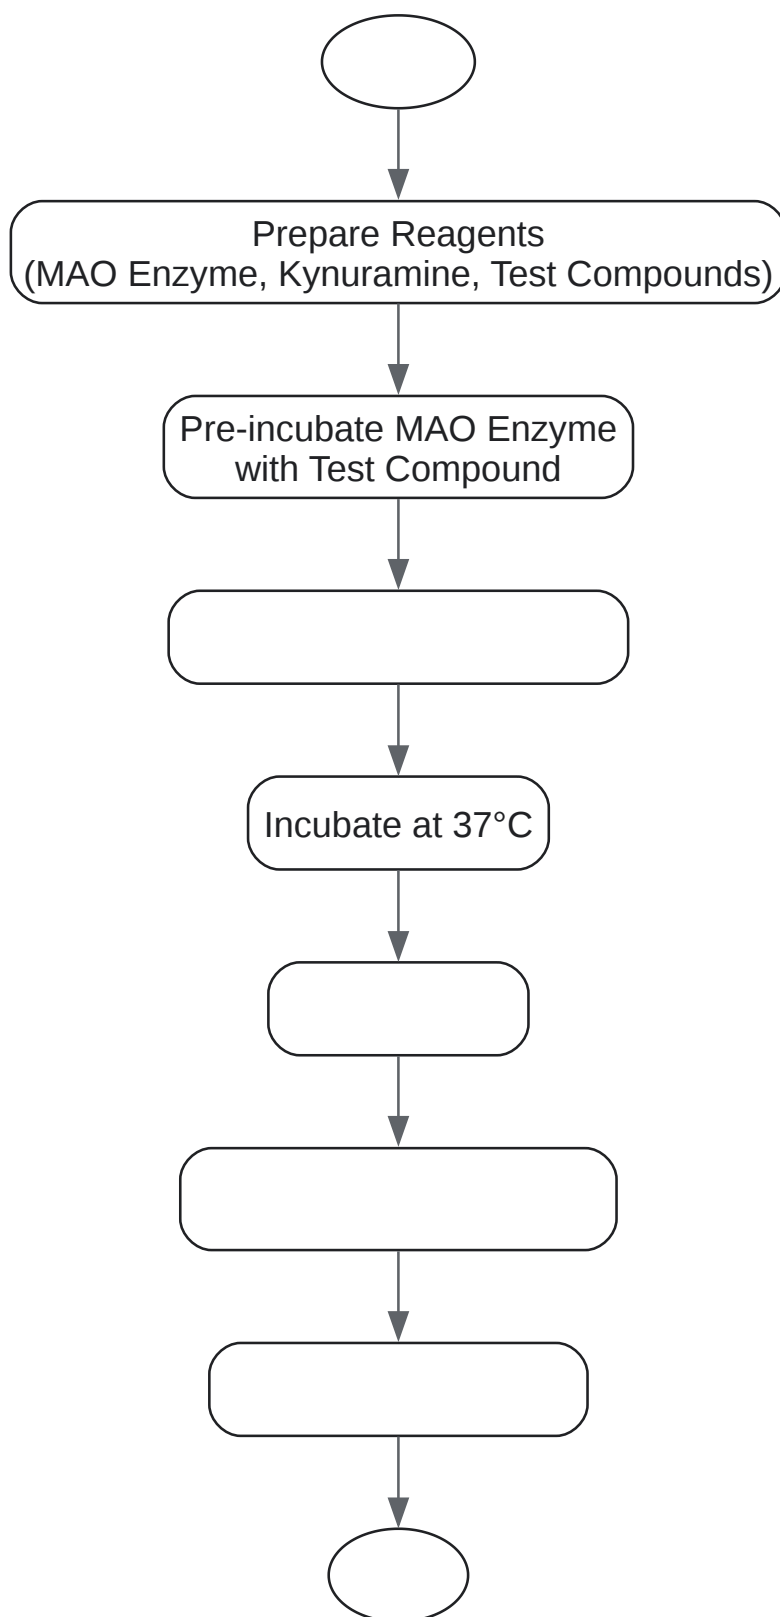 Prepare Reagents
(MAO Enzyme, Kynuramine, Test Compounds)
Pre-incubate MAO Enzyme
with Test Compound
Incubate at 37°C